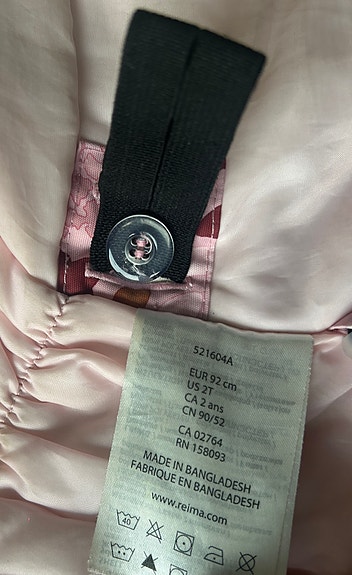 521604A
EUR 92 cm
US 2T
CA 2 ans
CN 90/52
CA 02764
RN 158093
MADE IN BANGLADESH
FABRIQUE EN BANGLADESH
www.reima.com
40